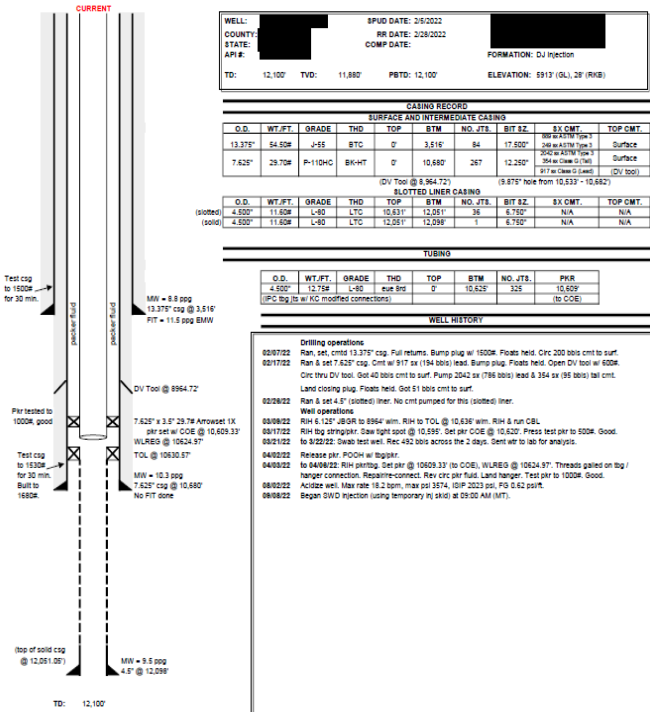 CURRENT
WELL:
SPUD DATE: 2/5/2022
COUNTY:
RR DATE: 2/28/2022
STATE:
COMP DATE:
API #:
FORMATION: DJ Injection
TD: 12,100' TVD: 11,880' PBTD: 12,100' ELEVATION: 5913' (GL), 28' (RKB)
CASING RECORD
SURFACE AND INTERMEDIATE CASING
O.D. WT./FT. GRADE THD TOP BTM NO. JTS. BIT SZ. SX CMT. TOP CMT.
13.375" 54.50# J-55 BTC 0' 3,516' 84 17.500" 869 sx ASTM Type 3 Surface
249 sx ASTM Type 3
7.625" 29.70# P-110HC BK-HT 0' 10,680' 267 12.250" 2042 sx ASTM Type 3 Surface
354 sx Class G (Tail)
917 sx Class G (Lead) (DV tool)
(DV Tool @ 8,964.72') (9.875" hole from 10,533' - 10,682')
SLOTTED LINER CASING
O.D. WT./FT. GRADE THD TOP BTM NO. JTS. BIT SZ. SX CMT. TOP CMT.
(slotted) 4.500" 11.60# L-80 LTC 10,631' 12,051' 36 6.750" N/A N/A
(solid) 4.500" 11.60# L-80 LTC 12,051' 12,098' 1 6.750" N/A N/A
TUBING
O.D. WT./FT. GRADE THD TOP BTM NO. JTS. PKR
4.500" 12.75# L-80 eue 8rd 0' 10,625' 325 10,609'
(IPC tbg jts w/ KC modified connections) (to COE)
WELL HISTORY
Drilling operations
02/07/22 Ran, set, cmtd 13.375" csg. Full returns. Bump plug w/ 1500#. Floats held. Circ 200 bbls cmt to surf.
02/17/22 Ran & set 7.625" csg. Cmt w/ 917 sx (194 bbls) lead. Bump plug. Floats held. Open DV tool w/ 600#.
Circ thru DV tool. Got 40 bbls cmt to surf. Pump 2042 sx (786 bbls) lead & 354 sx (95 bbls) tail cmt.
Land closing plug. Floats held. Got 51 bbls cmt to surf.
02/26/22 Ran & set 4.5" (slotted) liner. No cmt pumped for this (slotted) liner.
Well operations
03/09/22 RIH 6.125" JBGR to 8964' w/rn. RIH to TOL @ 10,636' w/rn. RIH & run CBL
03/17/22 RIH tbg string/pkr. Saw tight spot @ 10,595'. Set pkr COE @ 10,620'. Press test pkr to 500#. Good.
03/21/22 to 3/22/22: Swab test well. Rec 492 bbls across the 2 days. Sent wtr to lab for analysis.
04/02/22 Release pkr. POOH w/ tbg/pkr.
04/03/22 to 04/08/22: RIH pkr/tbg. Set pkr @ 10609.33' (to COE), WLREG @ 10624.97'. Threads galled on tbg /
hanger connection. Repair/re-connect. Rev circ pkr fluid. Land hanger. Test pkr to 1000#. Good.
08/02/22 Acidize well. Max rate 18.2 bpm, max psi 3574, ISIP 2023 psi, FG 0.62 psi/ft.
09/08/22 Began SWD injection (using temporary inj skid) at 09:00 AM (MT).
Test csg
to 1500#
for 30 min.
MW = 8.8 ppg
13.375" csg @ 3,516'
FIT = 11.5 ppg EMW
packer fluid
packer fluid
DV Tool @ 8964.72'
Pkr tested to
1000#, good
7.625" x 3.5" 29.7# Arrowset 1X
pkr set w/ COE @ 10,609.33'
WLREG @ 10624.97'
TOL @ 10630.57'
Test csg
to 1530#
for 30 min.
Built to
1680#.
MW = 10.3 ppg
7.625" csg @ 10,680'
No FIT done
(top of solid csg
@ 12,051.05')
MW = 9.5 ppg
4.5" @ 12,098'
TD: 12,100'